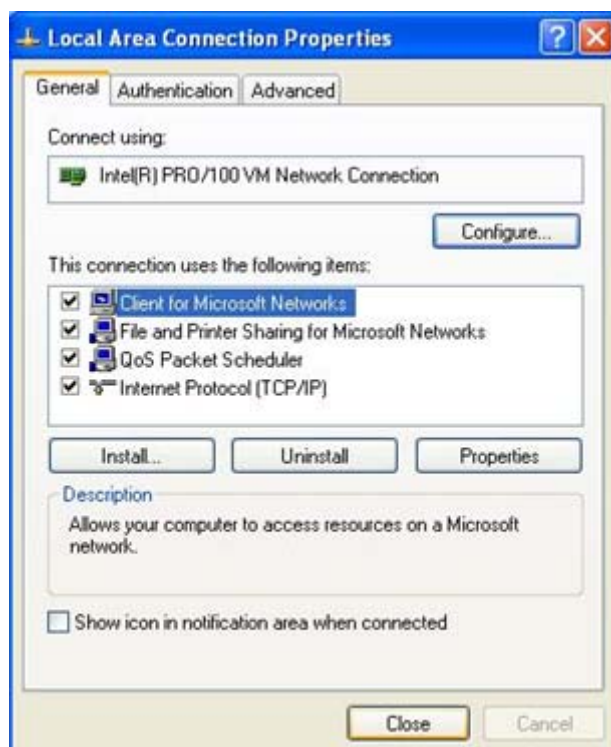 Local Area Connection Properties
General Authentication Advanced
Connect using:
Intel(R) PRO/100 VM Network Connection
Configure...
This connection uses the following items:
Client for Microsoft Networks
File and Printer Sharing for Microsoft Networks
QoS Packet Scheduler
Internet Protocol (TCP/IP)
Install... Uninstall Properties
Description
Allows your computer to access resources on a Microsoft
network.
Show icon in notification area when connected
Close Cancel